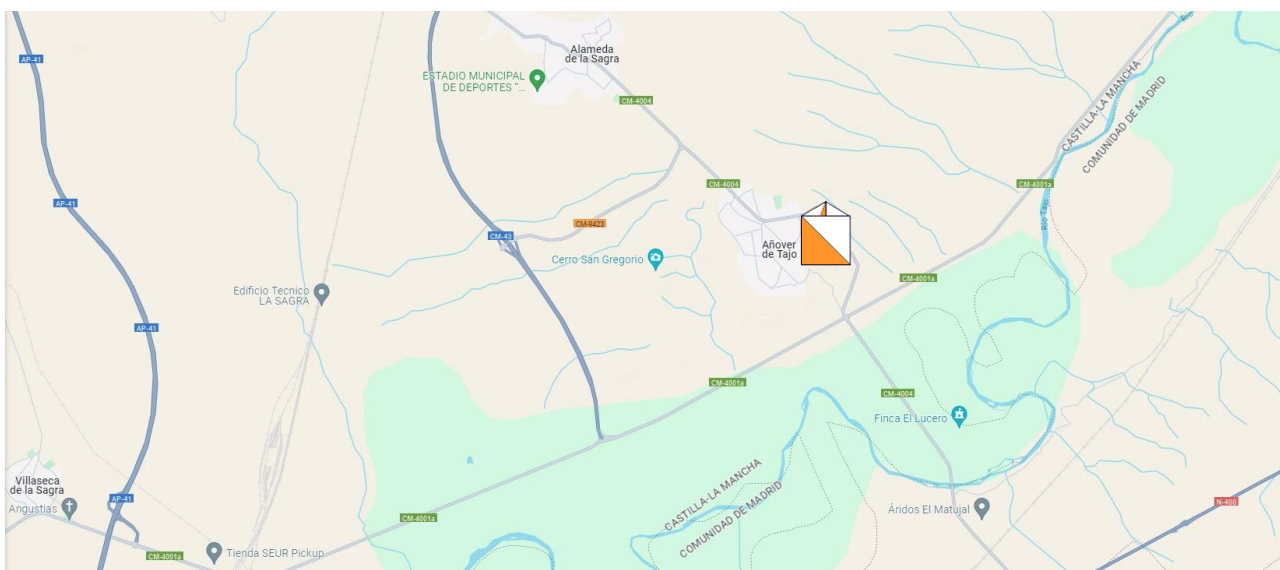 Alameda
de la Sagra
AP-41
ESTADIO MUNICIPAL
DE DEPORTES "...
CM-4004
CASTILLA-LA MANCHA
COMUNIDAD DE MADRID
CM-4004
CM-4001a
AP-41
Río Tajo
CM-9423
CM-43
Añover
de Tajo
Cerro San Gregorio
CM-4001a
Edificio Tecnico
LA SAGRA
AP-41
CM-4001a
CM-4004
Finca El Lucero
CASTILLA-LA MANCHA
COMUNIDAD DE MADRID
Villaseca
de la Sagra
AP-41
Angustias
N-400
Áridos El Matujal
CM-4001a
CM-4001a
Tienda SEUR Pickup